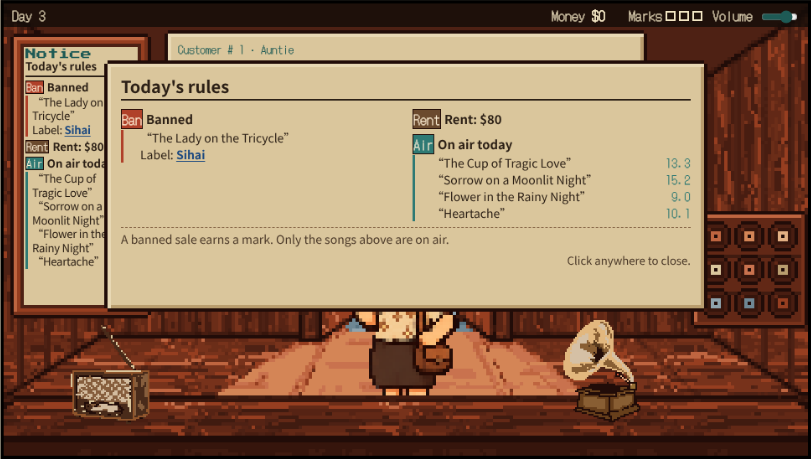 Day 3
Money $0
Marks
Volume
Notice
Today's rules
Ban Banned
“The Lady on
Tricycle”
Label: Sihai
Rent Rent: $80
Air On air toda
“The Cup of
Tragic Love”
“Sorrow on a
Moonlit Night”
“Flower in the
Rainy Night”
“Heartache”
Customer # 1 · Auntie
Today's rules
Ban Banned
“The Lady on the Tricycle”
Label: Sihai
Rent Rent: $80
Air On air today
“The Cup of Tragic Love” 13.3
“Sorrow on a Moonlit Night” 15.2
“Flower in the Rainy Night” 9.0
“Heartache” 10.1
A banned sale earns a mark. Only the songs above are on air.
Click anywhere to close.